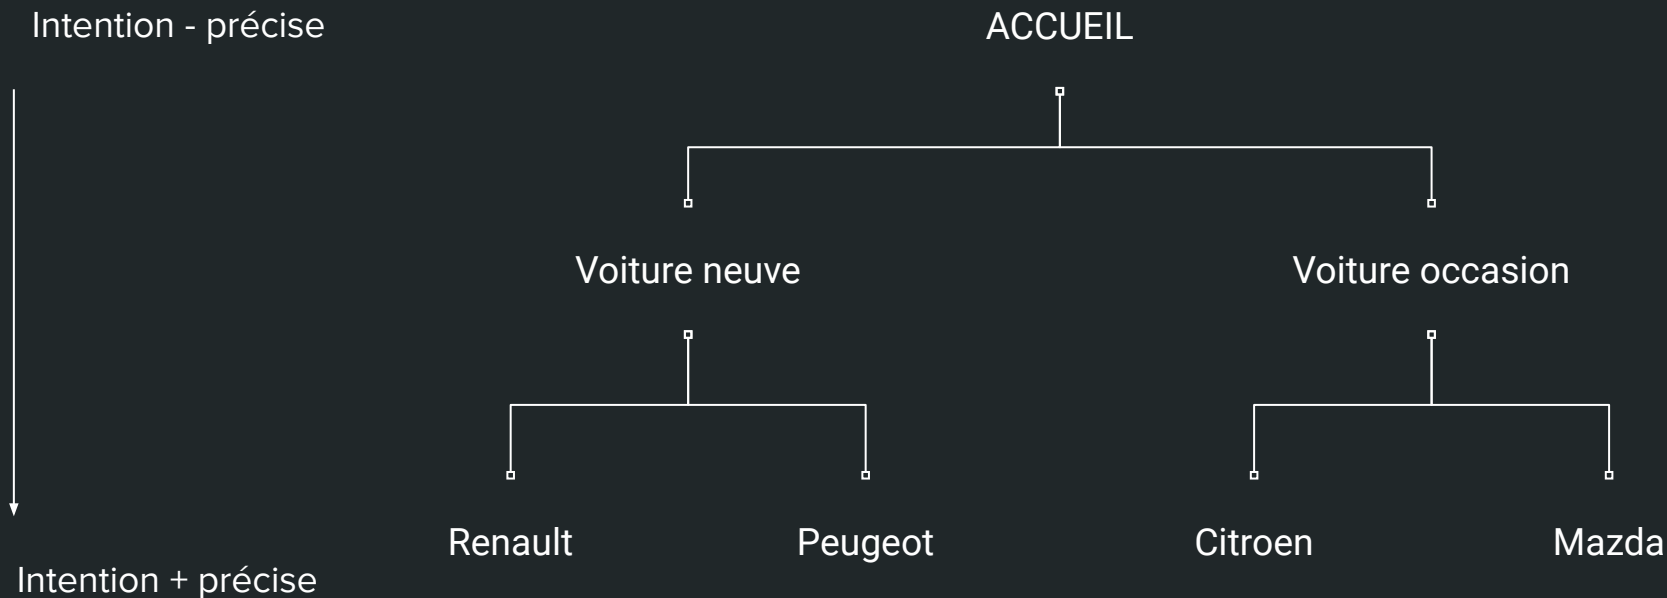 Intention - précise
ACCUEIL
Voiture neuve
Voiture occasion
Renault
Peugeot
Citroen
Mazda
Intention + précise